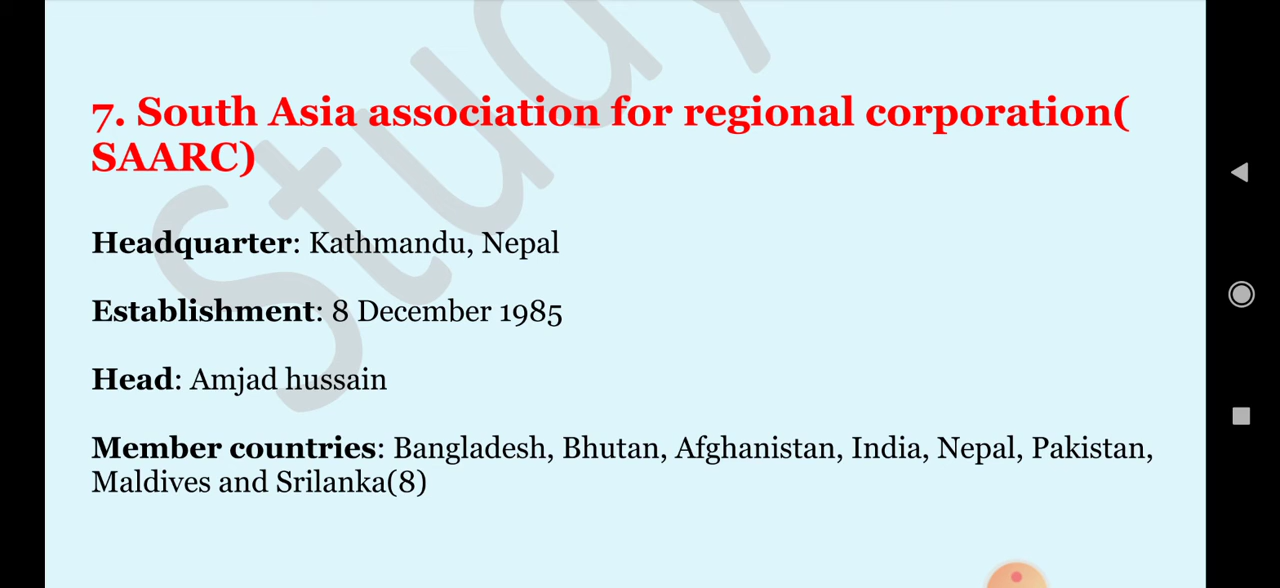 7. South Asia association for regional corporation(
SAARC)
Headquarter: Kathmandu, Nepal
Establishment: 8 December 1985
Head: Amjad hussain
Member countries: Bangladesh, Bhutan, Afghanistan, India, Nepal, Pakistan,
Maldives and Srilanka(8)
Study